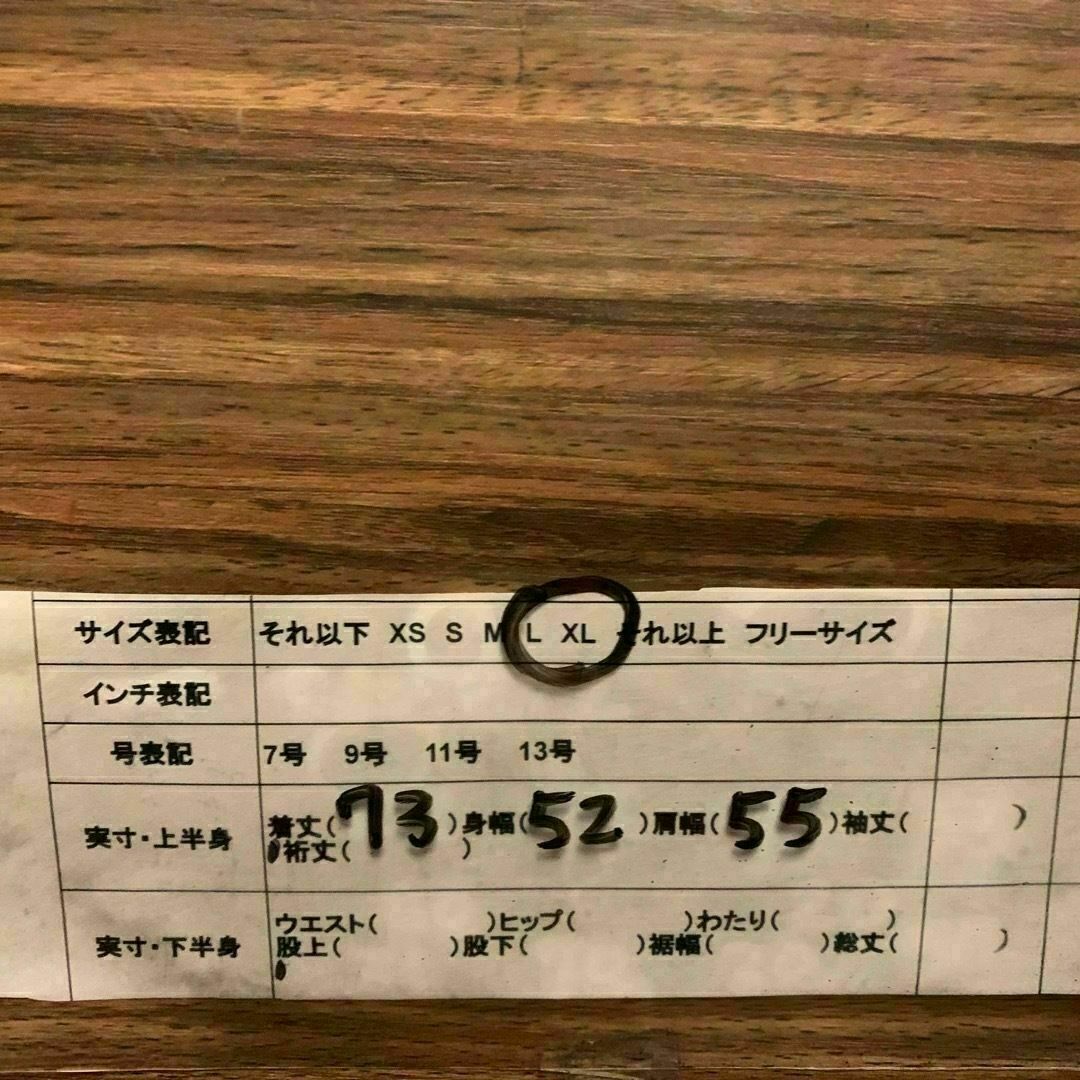 サイズ表記 それ以下 XS S M L XL それ以上 フリーサイズ
インチ表記
号表記 7号 9号 11号 13号
実寸・上半身 着丈(73)身幅(52)肩幅(55)袖丈( )
裄丈( )
実寸・下半身 ウエスト( )ヒップ( )わたり( )
股上( )股下( )裾幅( )総丈( )